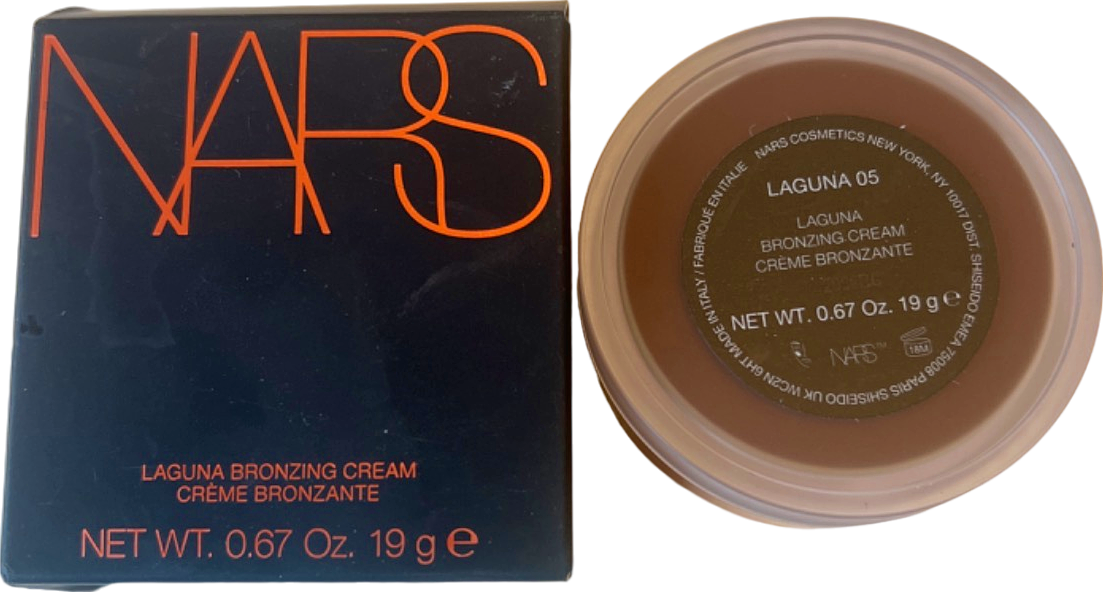 NARS
LAGUNA BRONZING CREAM
CRÈME BRONZANTE
NET WT. 0.67 Oz. 19 g e
NARS COSMETICS NEW YORK, NY 10017 DIST. SHISEIDO EMEA 75008 PARIS SHISEIDO UK WC2N 6HT MADE IN ITALY / FABRIQUÉ EN ITALIE
LAGUNA 05
LAGUNA
BRONZING CREAM
CRÈME BRONZANTE
NET WT. 0.67 Oz. 19 g e
NARS™
18M